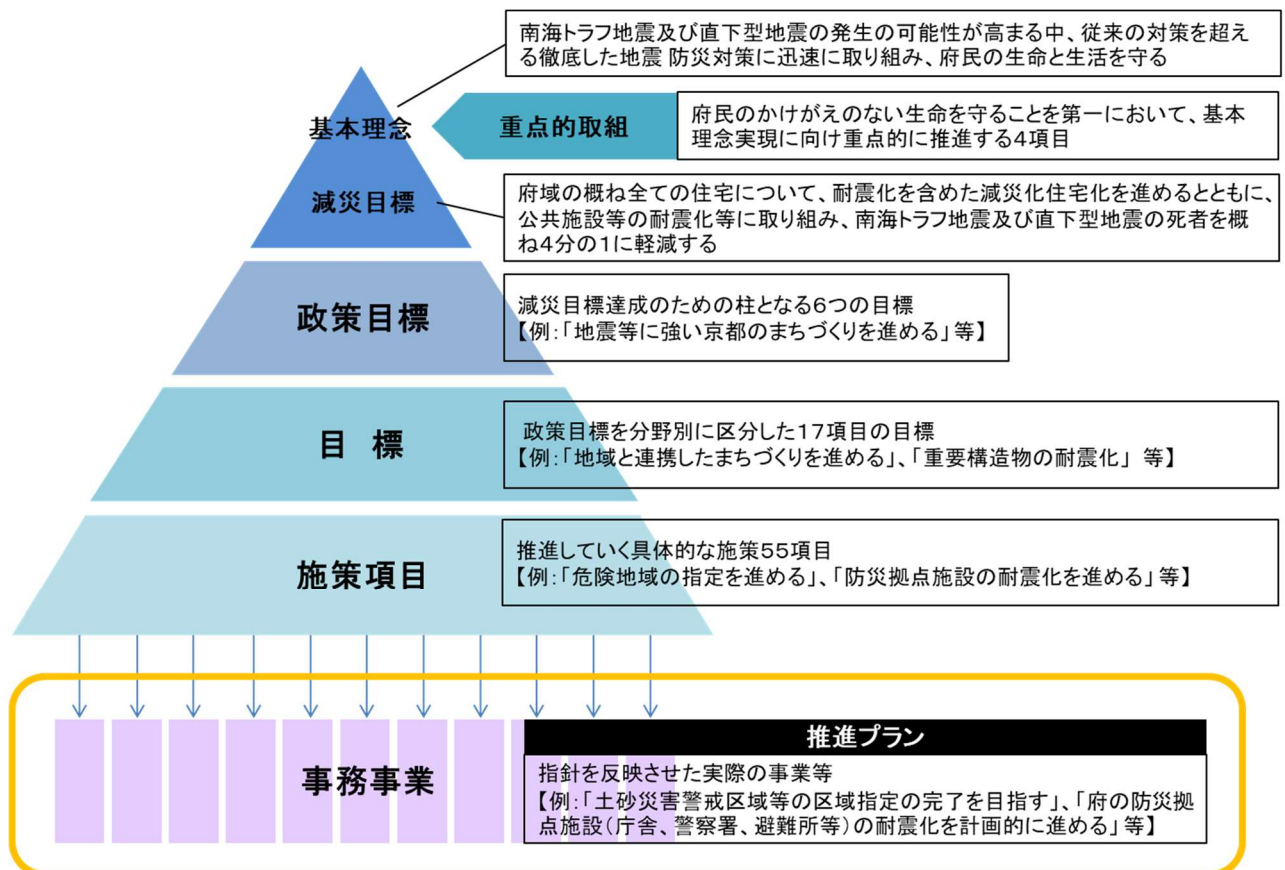 南海トラフ地震及び直下型地震の発生の可能性が高まる中、従来の対策を超え
る徹底した地震 防災対策に迅速に取り組み、府民の生命と生活を守る
基本理念
重点的取組
府民のかけがえのない生命を守ることを第一において、基本
理念実現に向け重点的に推進する4項目
減災目標
府域の概ね全ての住宅について、耐震化を含めた減災化住宅化を進めるとともに、
公共施設等の耐震化等に取り組み、南海トラフ地震及び直下型地震の死者を概
ね4分の1に軽減する
政策目標
減災目標達成のための柱となる6つの目標
【例:「地震等に強い京都のまちづくりを進める」等】
目 標
政策目標を分野別に区分した17項目の目標
【例:「地域と連携したまちづくりを進める」、「重要構造物の耐震化」 等】
施策項目
推進していく具体的な施策55項目
【例:「危険地域の指定を進める」、「防災拠点施設の耐震化を進める」等】
事務事業
推進プラン
指針を反映させた実際の事業等
【例:「土砂災害警戒区域等の区域指定の完了を目指す」、「府の防災拠
点施設(庁舎、警察署、避難所等)の耐震化を計画的に進める」等】